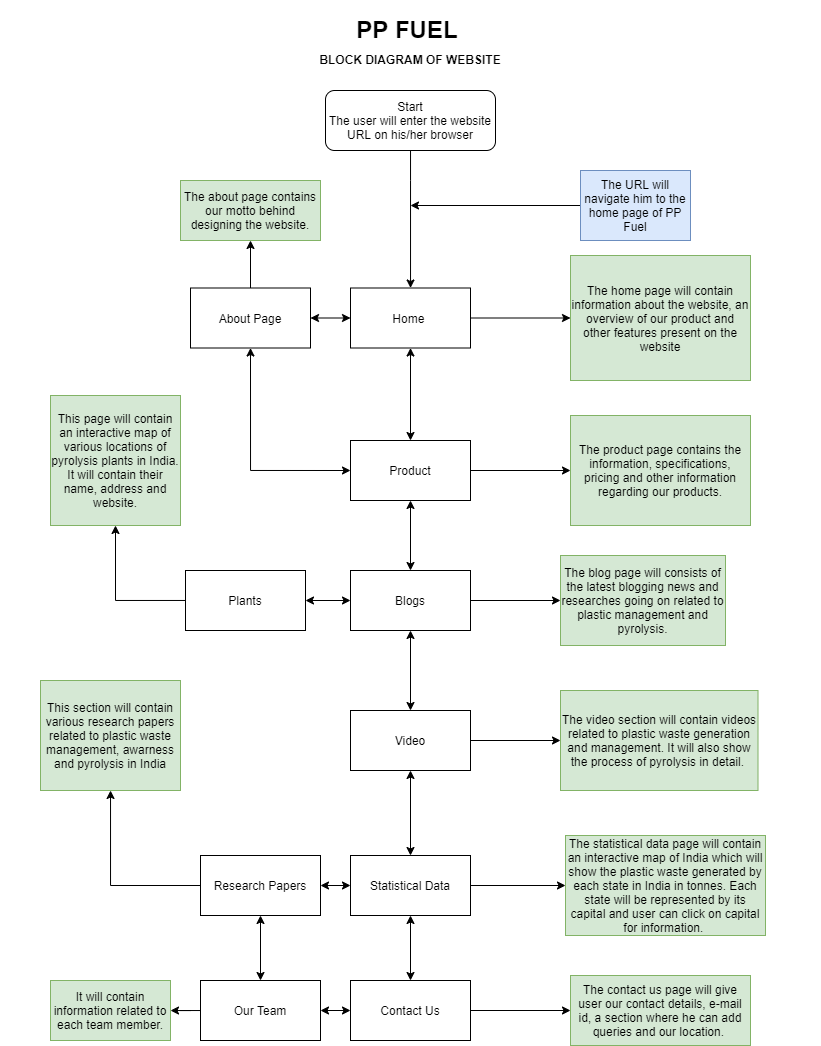 PP FUEL
BLOCK DIAGRAM OF WEBSITE
Start
The user will enter the website
URL on his/her browser
The URL will
navigate him to the
home page of PP
Fuel
The about page contains
our motto behind
designing the website.
About Page
Home
The home page will contain
information about the website, an
overview of our product and
other features present on the
website
This page will contain
an interactive map of
various locations of
pyrolysis plants in India.
It will contain their
name, address and
website.
Product
The product page contains the
information, specifications,
pricing and other information
regarding our products.
Plants
Blogs
The blog page will consists of
the latest blogging news and
researches going on related to
plastic management and
pyrolysis.
This section will contain
various research papers
related to plastic waste
management, awarness
and pyrolysis in India
Video
The video section will contain videos
related to plastic waste generation
and management. It will also show
the process of pyrolysis in detail.
Research Papers
Statistical Data
The statistical data page will contain
an interactive map of India which will
show the plastic waste generated by
each state in India in tonnes. Each
state will be represented by its
capital and user can click on capital
for information.
It will contain
information related to
each team member.
Our Team
Contact Us
The contact us page will give
user our contact details, e-mail
id, a section where he can add
queries and our location.